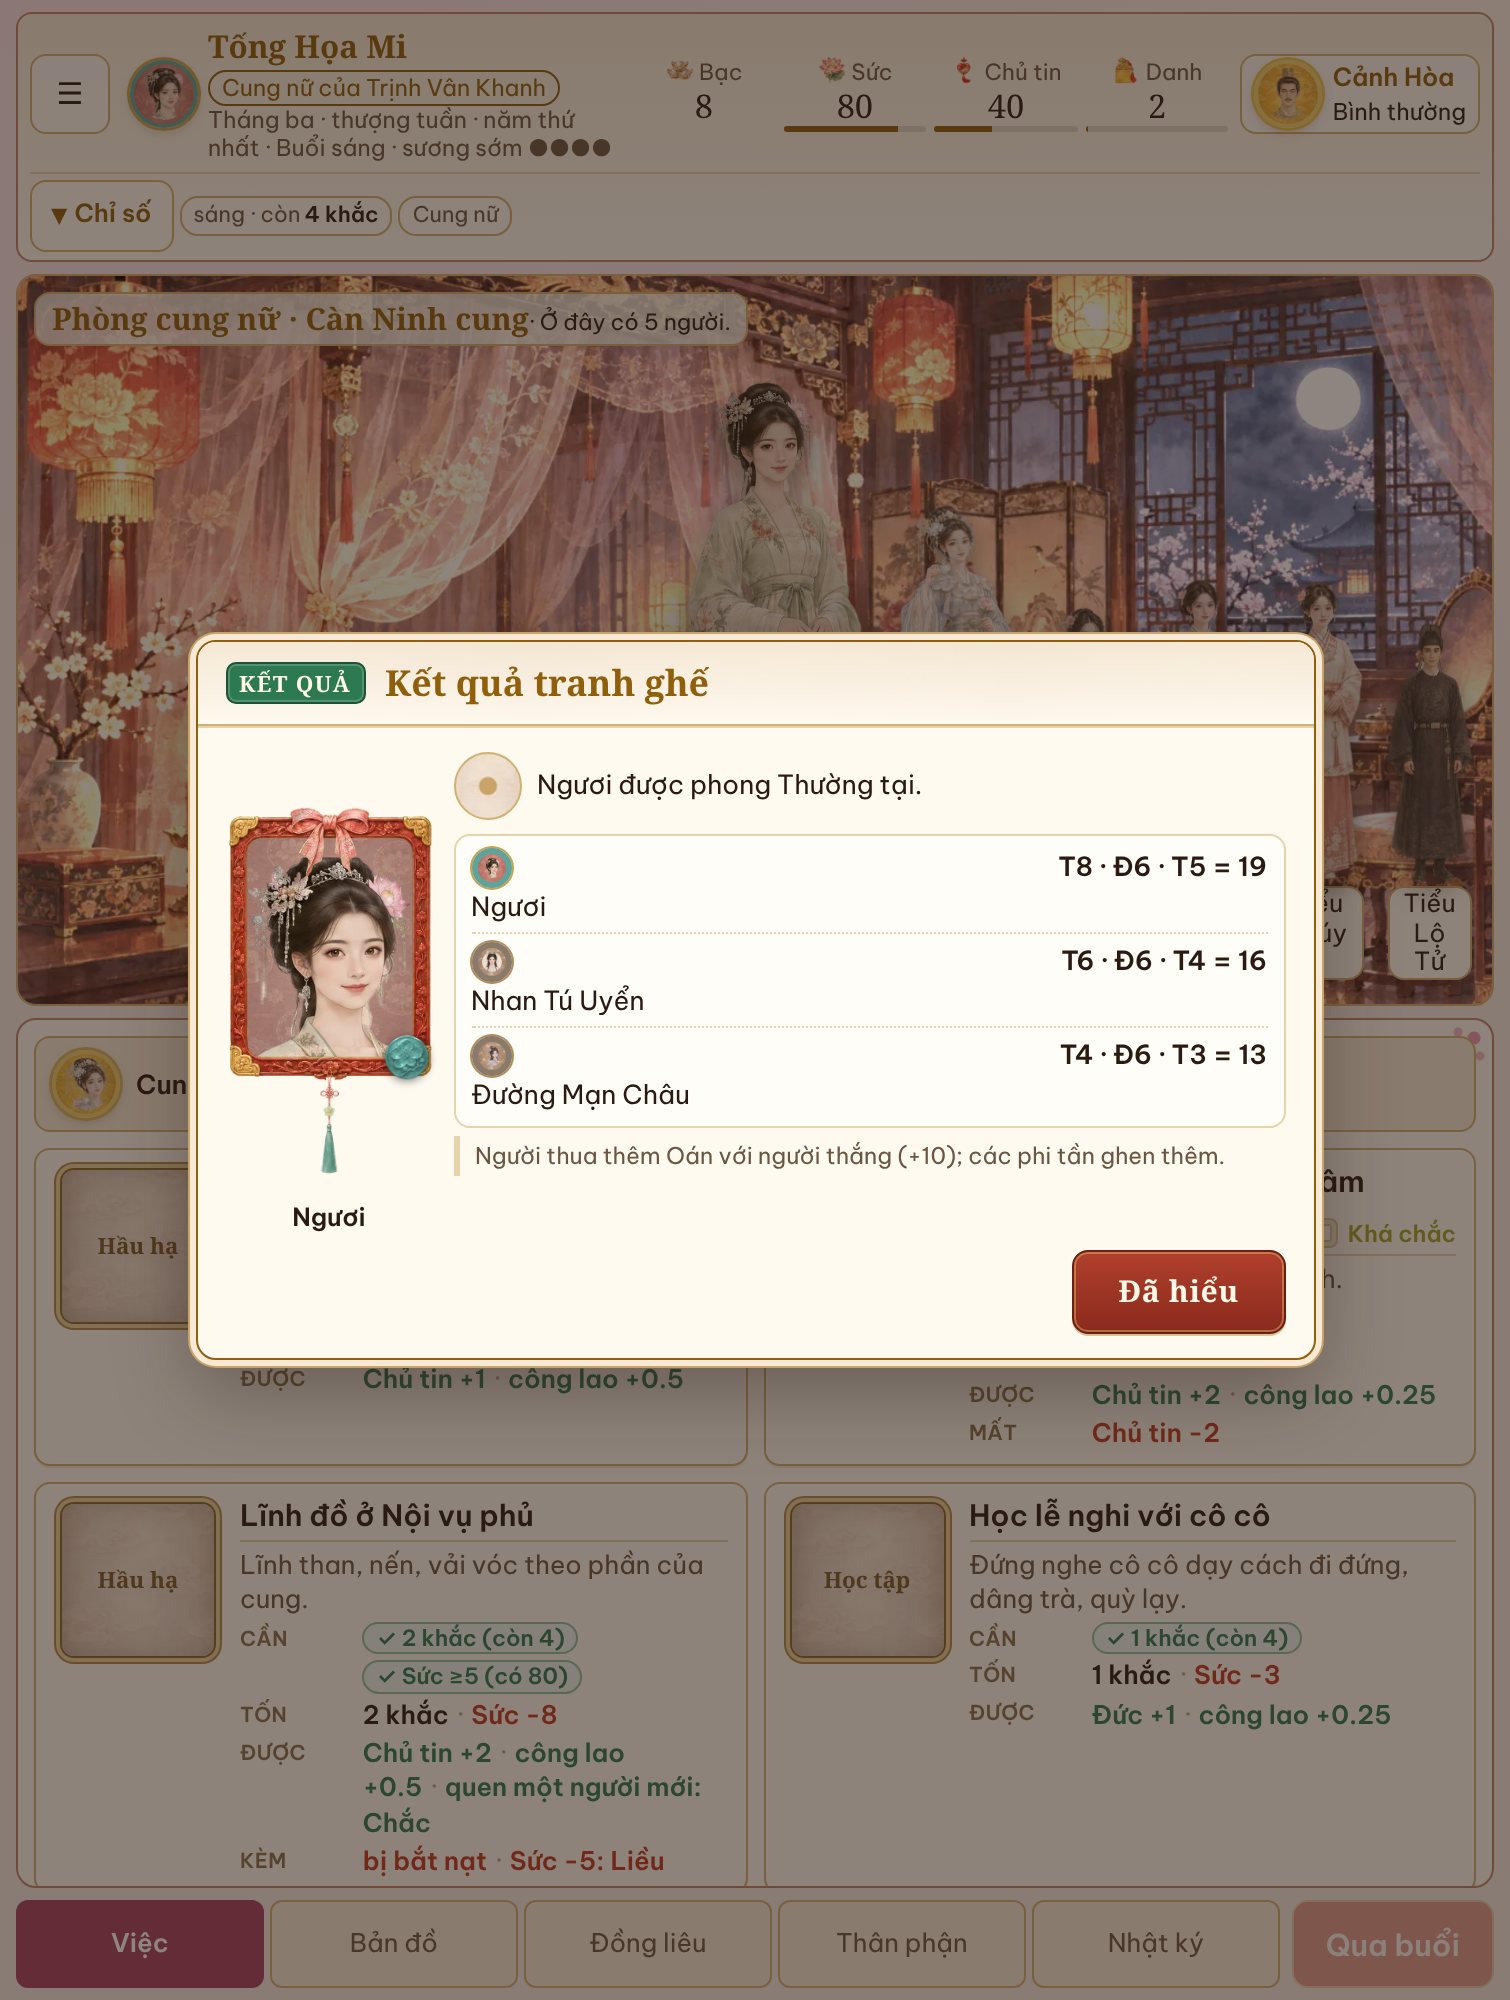 ☰
Tống Họa Mi
Cung nữ của Trịnh Vân Khanh
Tháng ba · thượng tuần · năm thứ
nhất · Buổi sáng · sương sớm ●●●●
Bạc
8
Sức
80
Chủ tin
40
Danh
2
Cảnh Hòa
Bình thường
▼ Chỉ số
sáng · còn 4 khắc
Cung nữ
Phòng cung nữ · Càn Ninh cung · Ở đây có 5 người.
KẾT QUẢ
Kết quả tranh ghế
Ngươi được phong Thường tại.
T8 · Đ6 · T5 = 19
Ngươi
T6 · Đ6 · T4 = 16
Nhan Tú Uyển
T4 · Đ6 · T3 = 13
Đường Mạn Châu
Người thua thêm Oán với người thắng (+10); các phi tần ghen thêm.
Ngươi
Đã hiểu
Tiểu
Lộ
Tử
Cun
Hầu hạ
âm
Khá chắc
h.
ĐƯỢC
Chủ tin +1 · công lao +0.5
ĐƯỢC
Chủ tin +2 · công lao +0.25
MẤT
Chủ tin -2
Hầu hạ
Lĩnh đồ ở Nội vụ phủ
Lĩnh than, nến, vải vóc theo phần của
cung.
CẦN
✓ 2 khắc (còn 4)
✓ Sức ≥5 (có 80)
TỐN
2 khắc · Sức -8
ĐƯỢC
Chủ tin +2 · công lao
+0.5 · quen một người mới:
Chắc
KÈM
bị bắt nạt · Sức -5: Liều
Học tập
Học lễ nghi với cô cô
Đứng nghe cô cô dạy cách đi đứng,
dâng trà, quỳ lạy.
CẦN
✓ 1 khắc (còn 4)
TỐN
1 khắc · Sức -3
ĐƯỢC
Đức +1 · công lao +0.25
Việc
Bản đồ
Đồng liêu
Thân phận
Nhật ký
Qua buổi